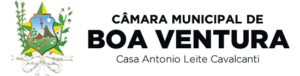 CÂMARA MUNICIPAL DE
BOA VENTURA
Casa Antonio Leite Cavalcanti